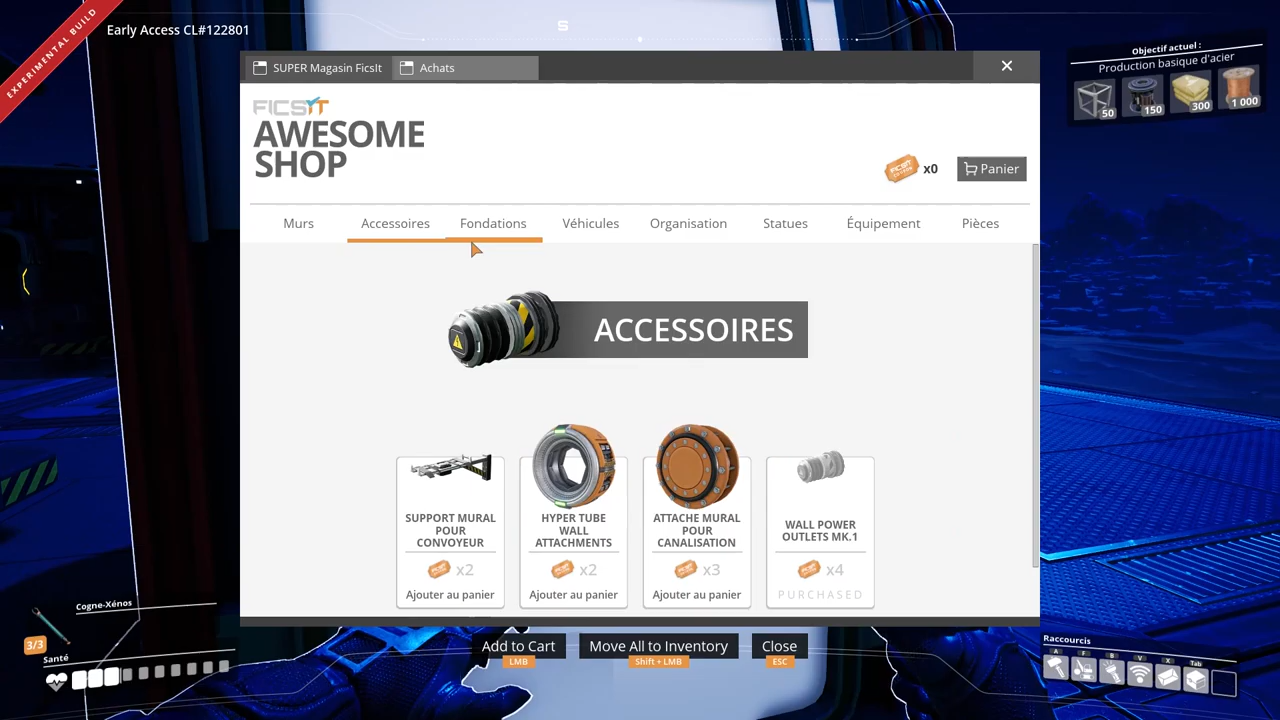 EXPERIMENTAL BUILD
Early Access CL#122801
S
SUPER Magasin FicsIt
Achats
Objectif actuel :
Production basique d'acier
50
150
300
1 000
FICSIT
AWESOME
SHOP
x0
Panier
Murs
Accessoires
Fondations
Véhicules
Organisation
Statues
Équipement
Pièces
ACCESSOIRES
SUPPORT MURAL
POUR
CONVOYEUR
x2
Ajouter au panier
HYPER TUBE
WALL
ATTACHMENTS
x2
Ajouter au panier
ATTACHE MURAL
POUR
CANALISATION
x3
Ajouter au panier
WALL POWER
OUTLETS MK.1
x4
PURCHASED
Cogne-Xénos
3/3
Santé
Add to Cart
LMB
Move All to Inventory
Shift + LMB
Close
ESC
Raccourcis
A
F
B
V
X
Tab